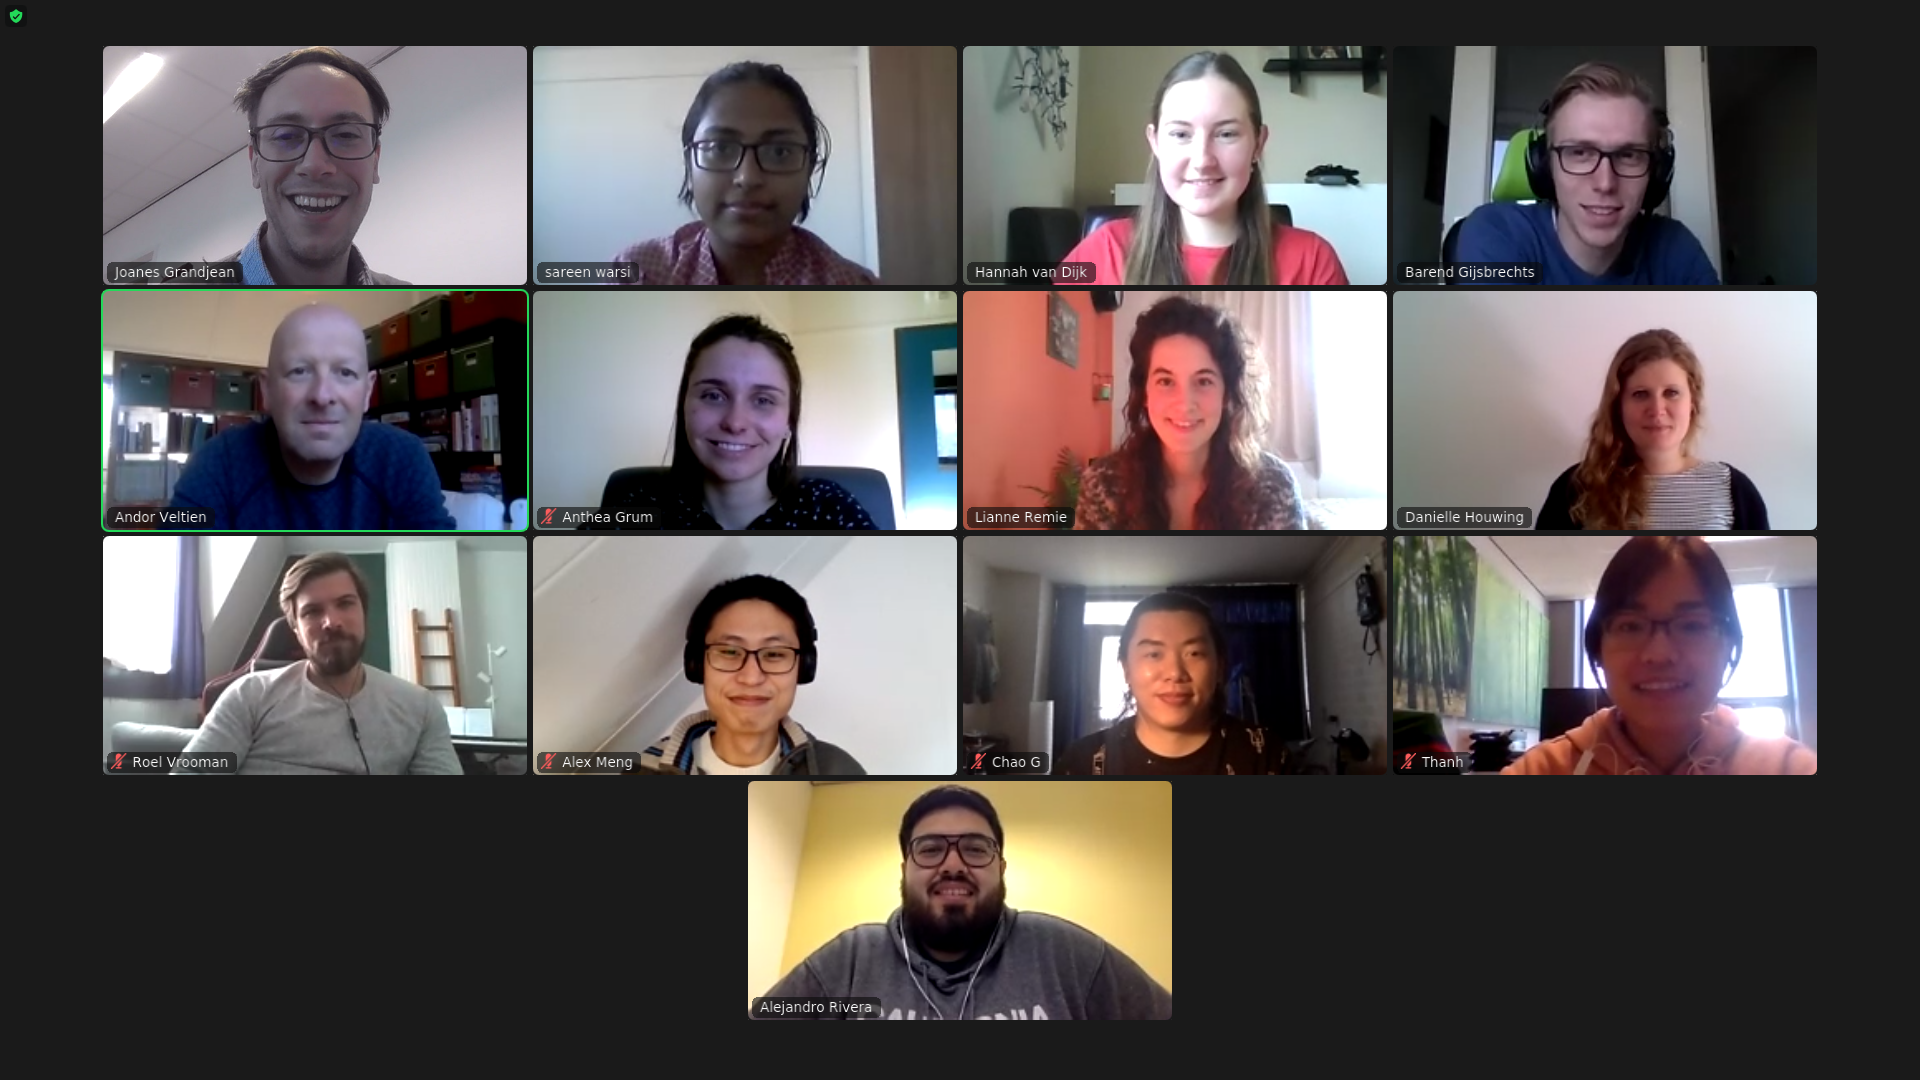 Joanes Grandjean
sareen warsi
Hannah van Dijk
Barend Gijsbrechts
Andor Veltien
Anthea Grum
Lianne Remie
Danielle Houwing
Roel Vrooman
Alex Meng
Chao G
Thanh
Alejandro Rivera